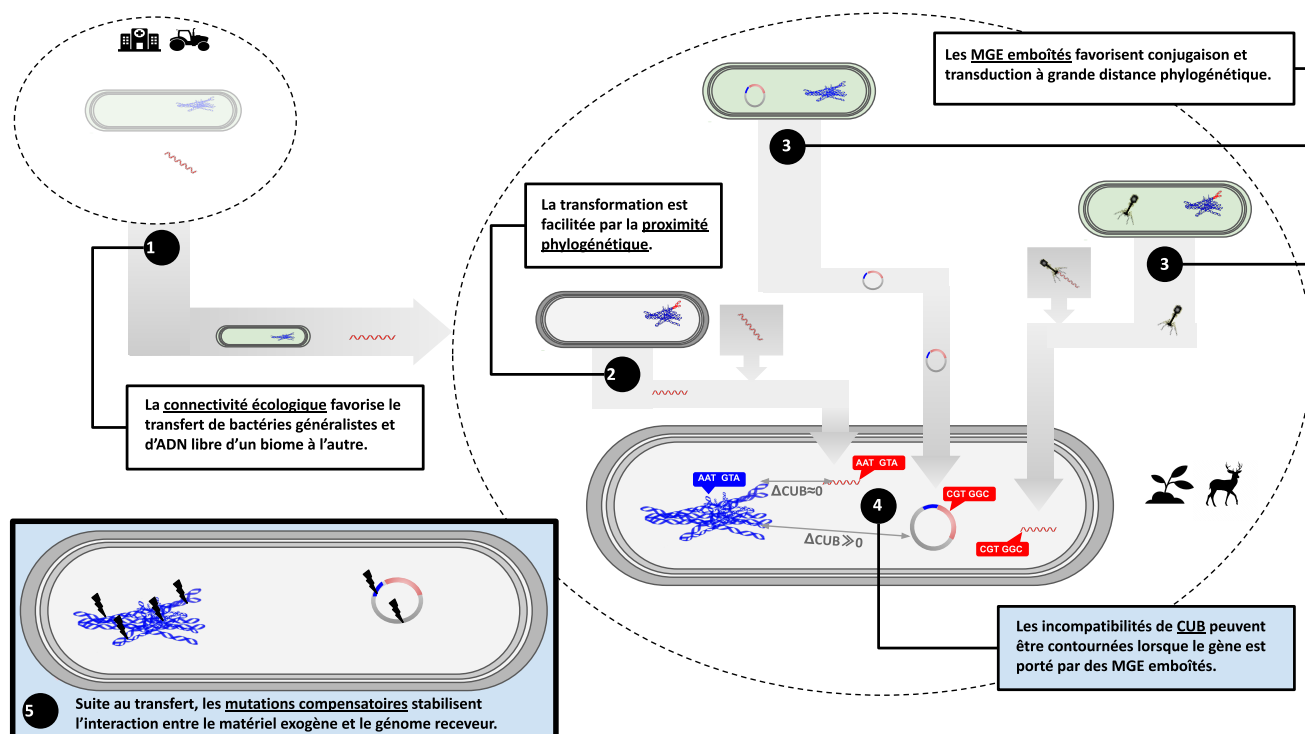 Les MGE emboîtés favorisent conjugaison et
transduction à grande distance phylogénétique.
3
La transformation est
facilitée par la proximité
phylogénétique.
1
3
2
La connectivité écologique favorise le
transfert de bactéries généralistes et
d’ADN libre d’un biome à l’autre.
AAT GTA
AAT GTA
ΔCUB≈0
4
CGT GGC
ΔCUB≫0
CGT GGC
Les incompatibilités de CUB peuvent
être contournées lorsque le gène est
porté par des MGE emboîtés.
5
Suite au transfert, les mutations compensatoires stabilisent
l’interaction entre le matériel exogène et le génome receveur.